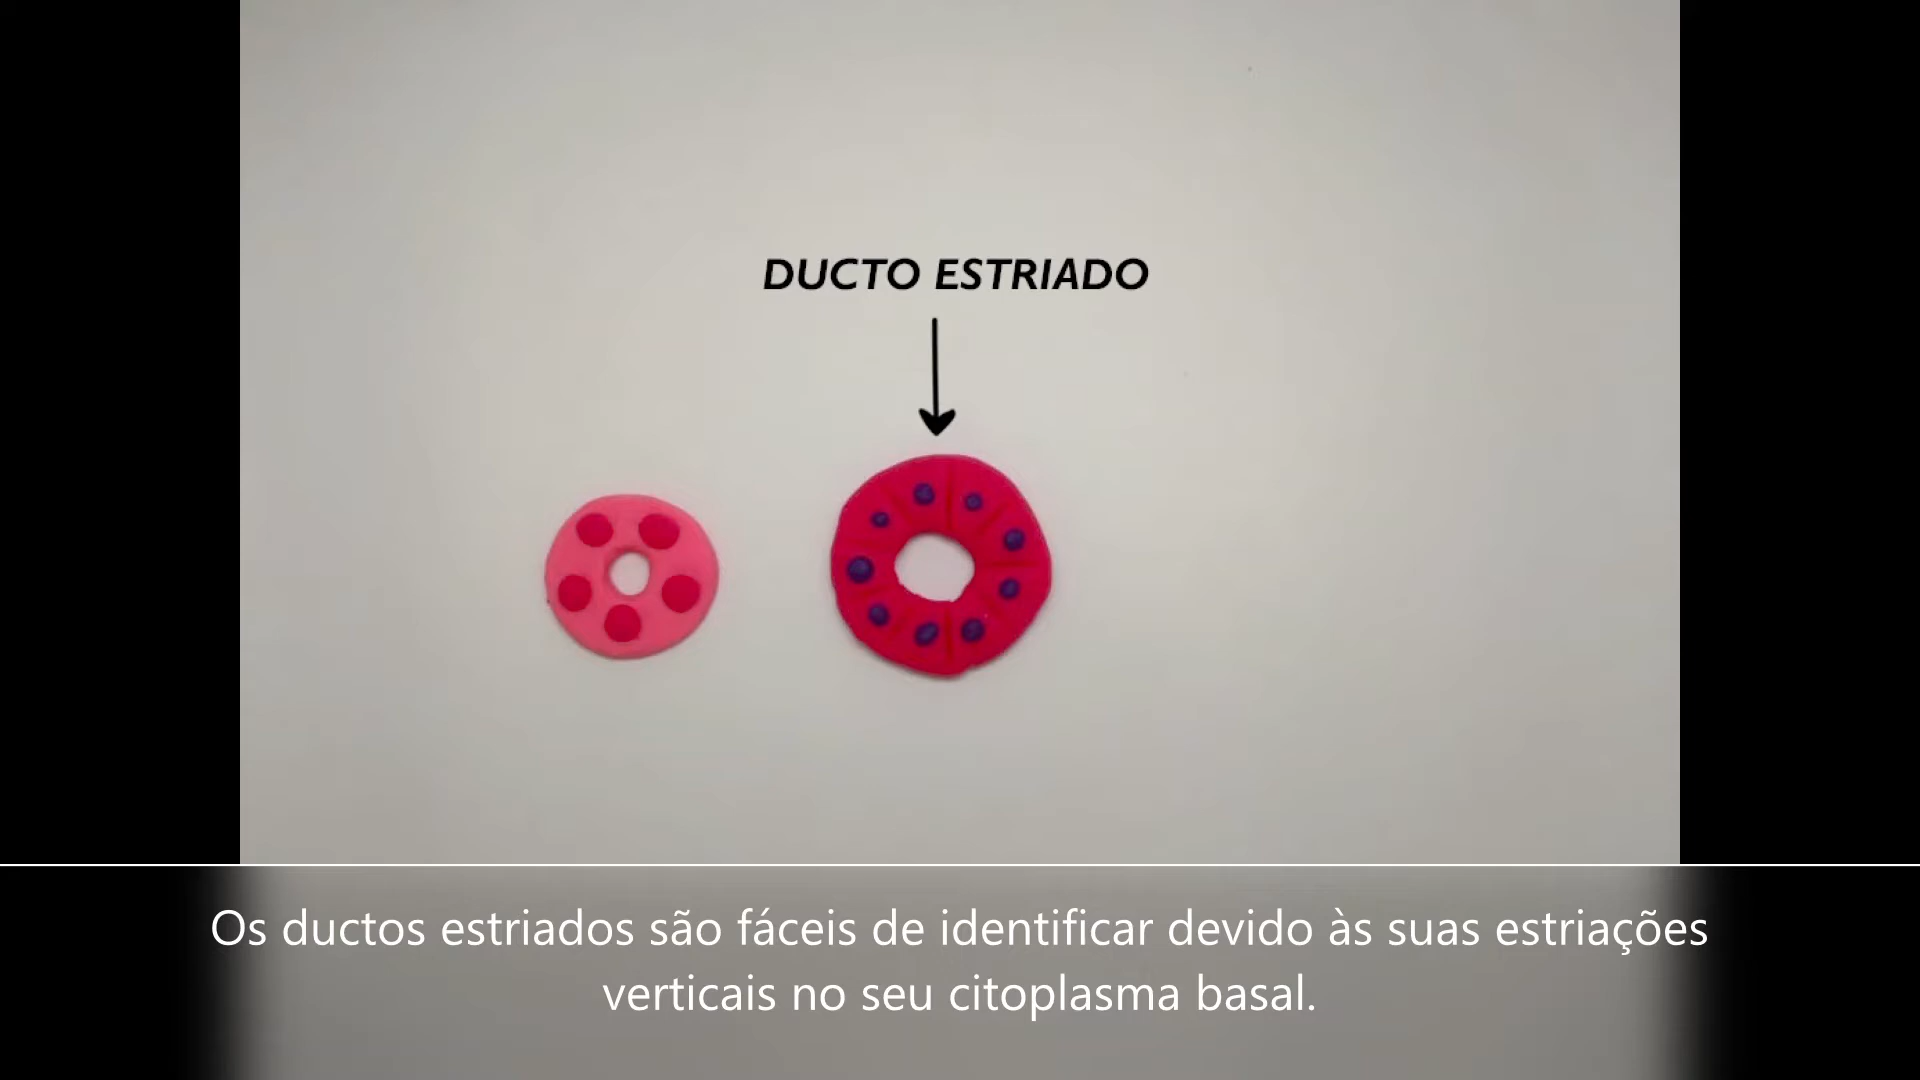 DUCTO ESTRIADO
Os ductos estriados são fáceis de identificar devido às suas estriações
verticais no seu citoplasma basal.